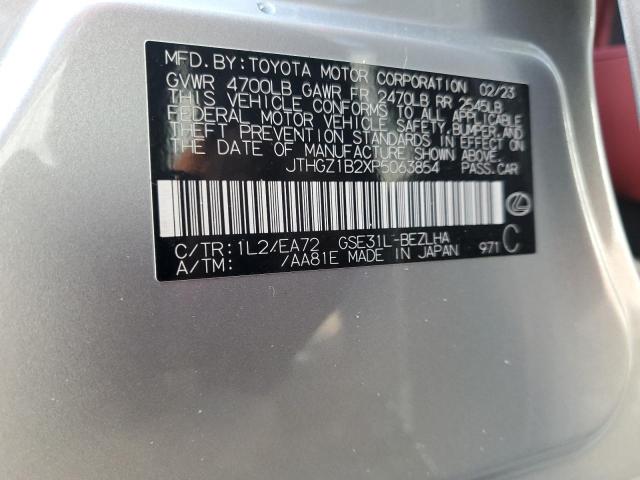 MFD. BY: TOYOTA MOTOR CORPORATION 02/23
GVWR 4700LB GAWR FR 2470LB RR 2545LB
THIS VEHICLE CONFORMS TO ALL APPLICABLE
FEDERAL MOTOR VEHICLE SAFETY, BUMPER, AND
THEFT PREVENTION STANDARDS IN EFFECT ON
THE DATE OF MANUFACTURE SHOWN ABOVE.
JTHGZ1B2XP5063854 PASS.CAR
C/TR: 1L2/EA72 GSE31L-BEZLHA
A/TM: /AA81E MADE IN JAPAN 971 C